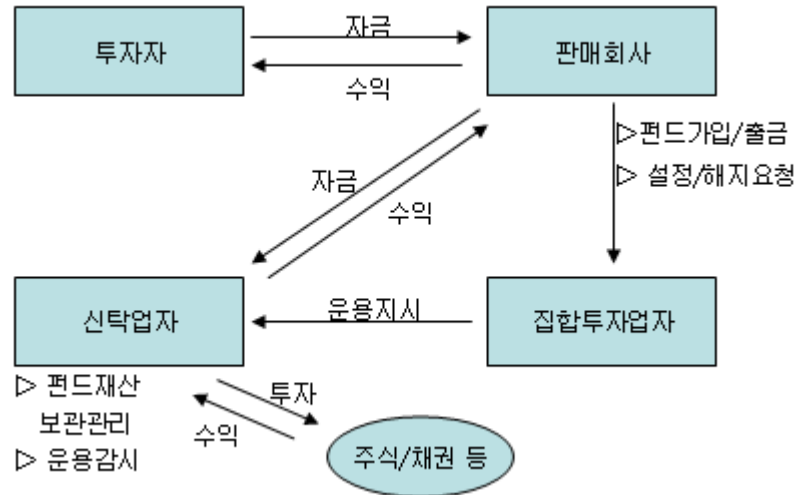 자금
투자자
판매회사
수익
▷펀드가입/출금
▷ 설정/해지요청
자금
수익
신탁업자
운용지시
집합투자업자
▷ 펀드재산
보관관리
▷ 운용감시
투자
수익
주식/채권 등